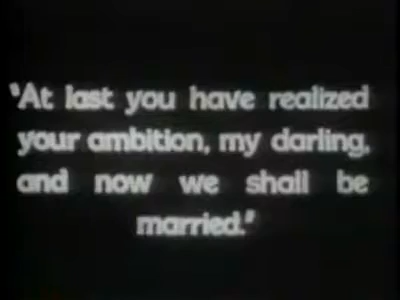 "At last you have realized
your ambition, my darling,
and now we shall be
married."